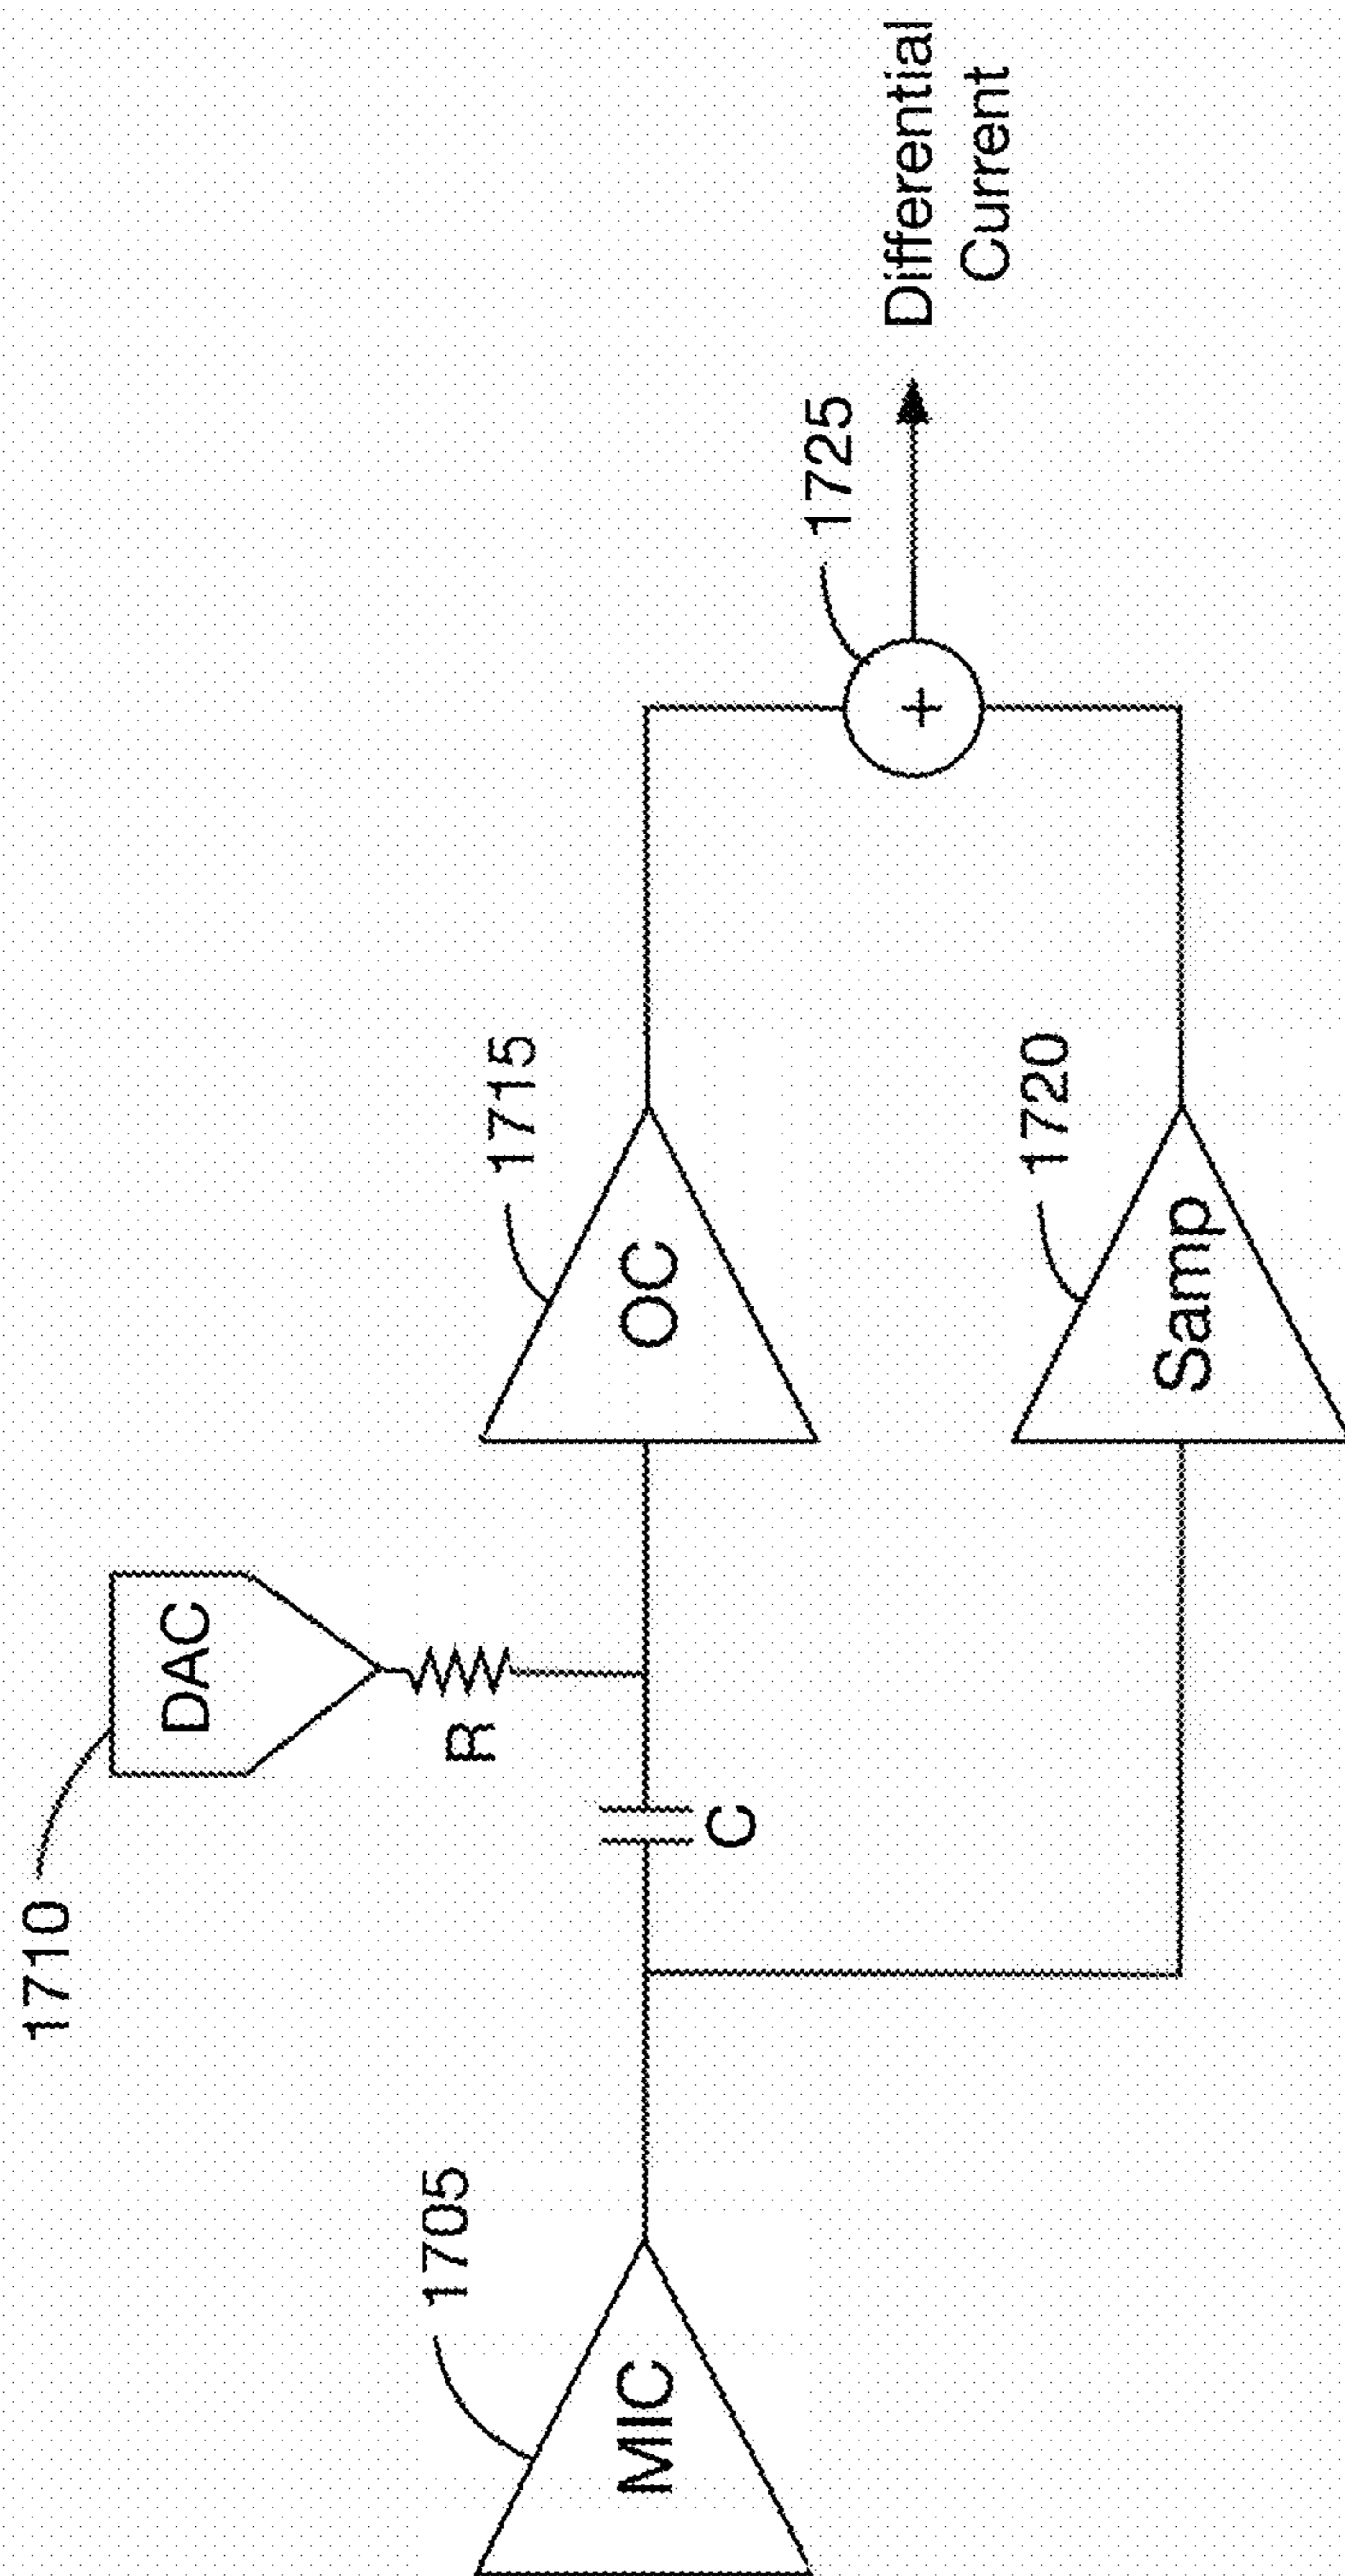 1710
DAC
R
C
1705
MIC
1715
OC
1720
Samp
1725
+
Differential
Current